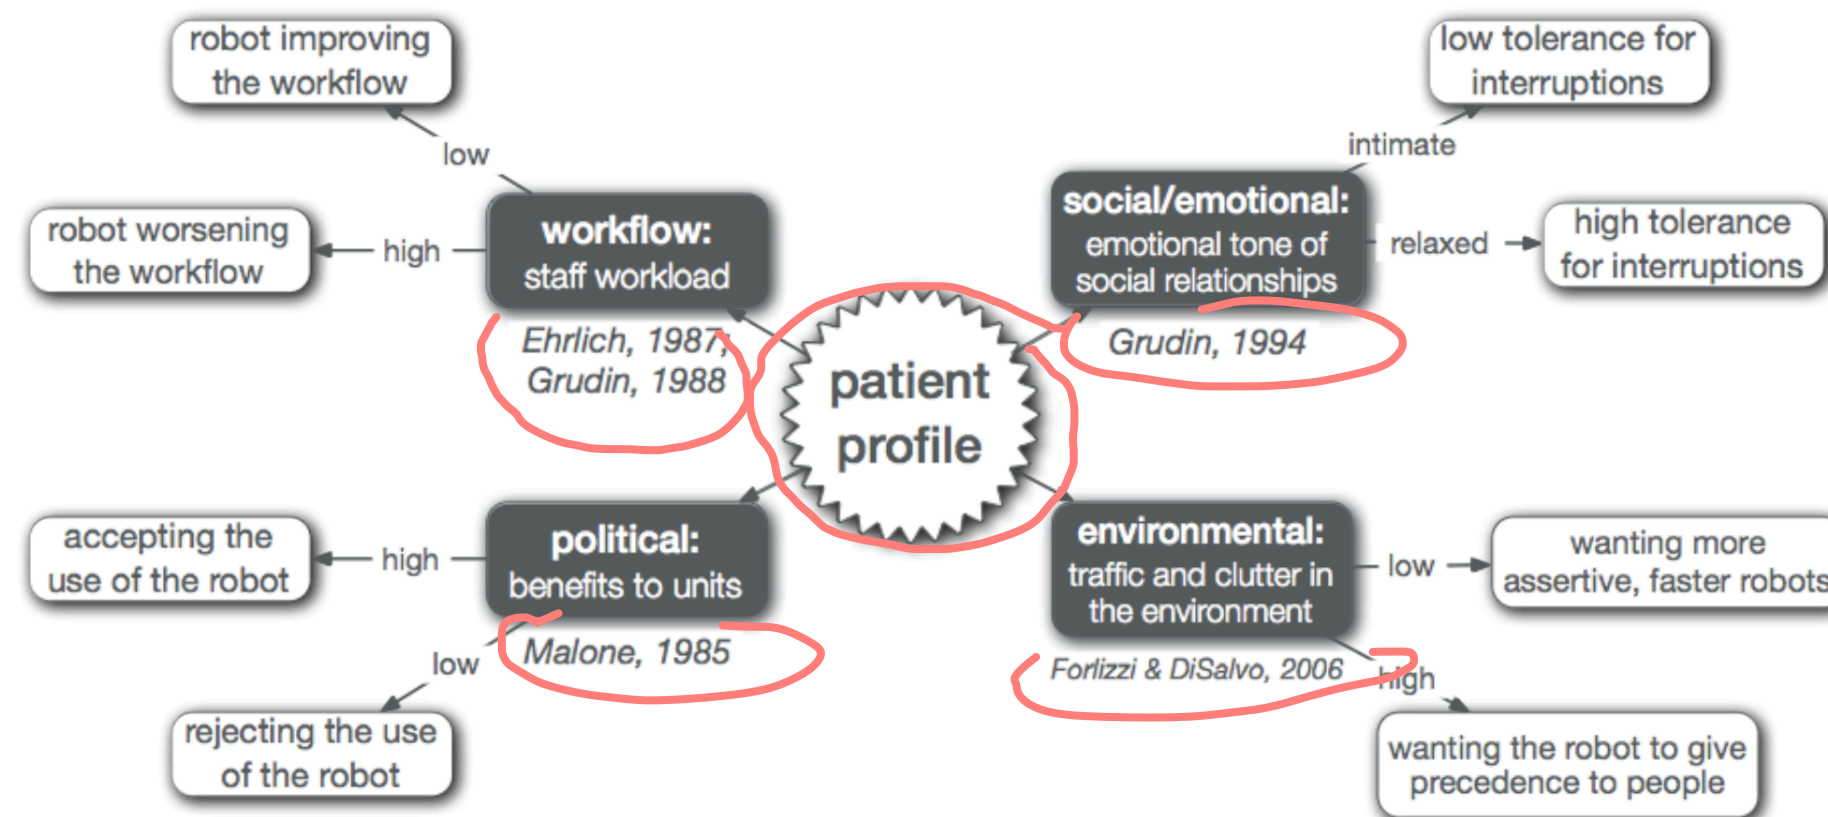 robot improving
the workflow
low
robot worsening
the workflow
high
workflow:
staff workload
Ehrlich, 1987;
Grudin, 1988
low tolerance for
interruptions
intimate
social/emotional:
emotional tone of
social relationships
relaxed
high tolerance
for interruptions
Grudin, 1994
patient
profile
accepting the
use of the robot
high
political:
benefits to units
Malone, 1985
low
rejecting the use
of the robot
environmental:
traffic and clutter in
the environment
low
wanting more
assertive, faster robots
Forlizzi & DiSalvo, 2006
high
wanting the robot to give
precedence to people